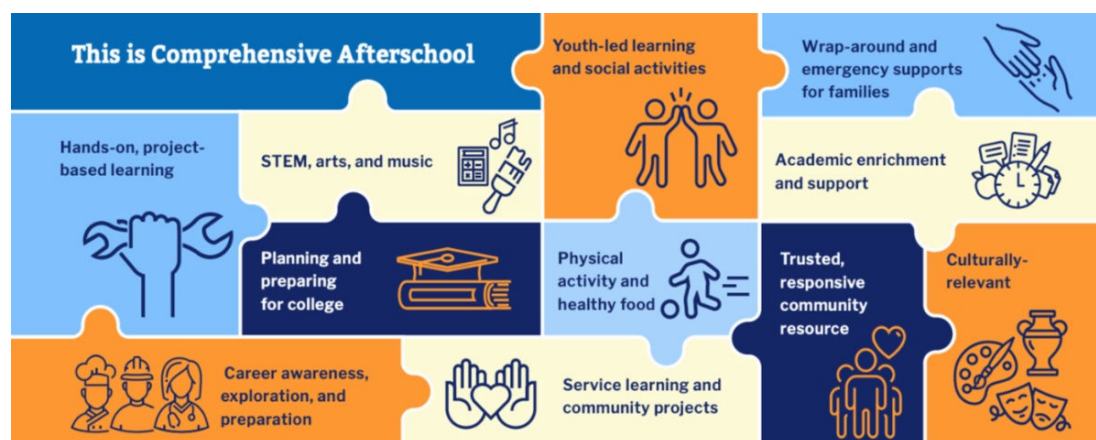 This is Comprehensive Afterschool
Youth-led learning
and social activities
Wrap-around and
emergency supports
for families
Hands-on, project-
based learning
STEM, arts, and music
Academic enrichment
and support
Planning and
preparing
for college
Physical
activity and
healthy food
Trusted,
responsive
community
resource
Culturally-
relevant
Career awareness,
exploration, and
preparation
Service learning and
community projects